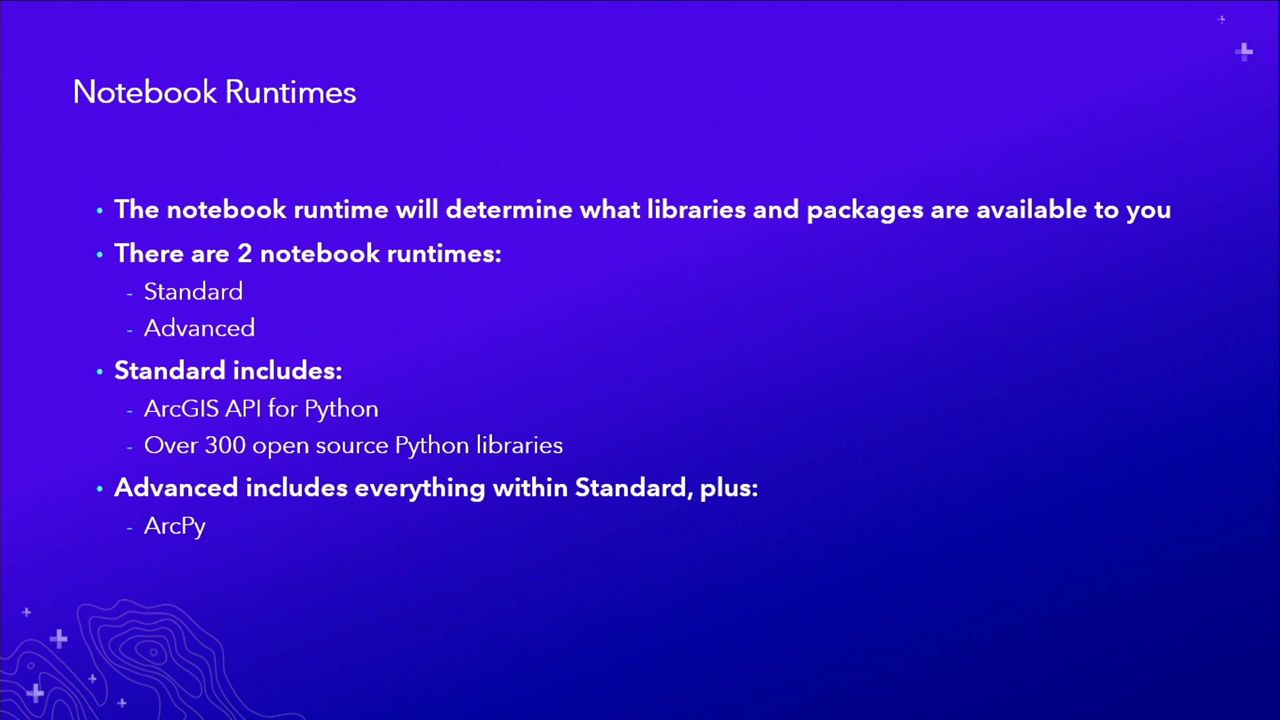 Notebook Runtimes
• The notebook runtime will determine what libraries and packages are available to you
• There are 2 notebook runtimes:
- Standard
- Advanced
• Standard includes:
- ArcGIS API for Python
- Over 300 open source Python libraries
• Advanced includes everything within Standard, plus:
- ArcPy